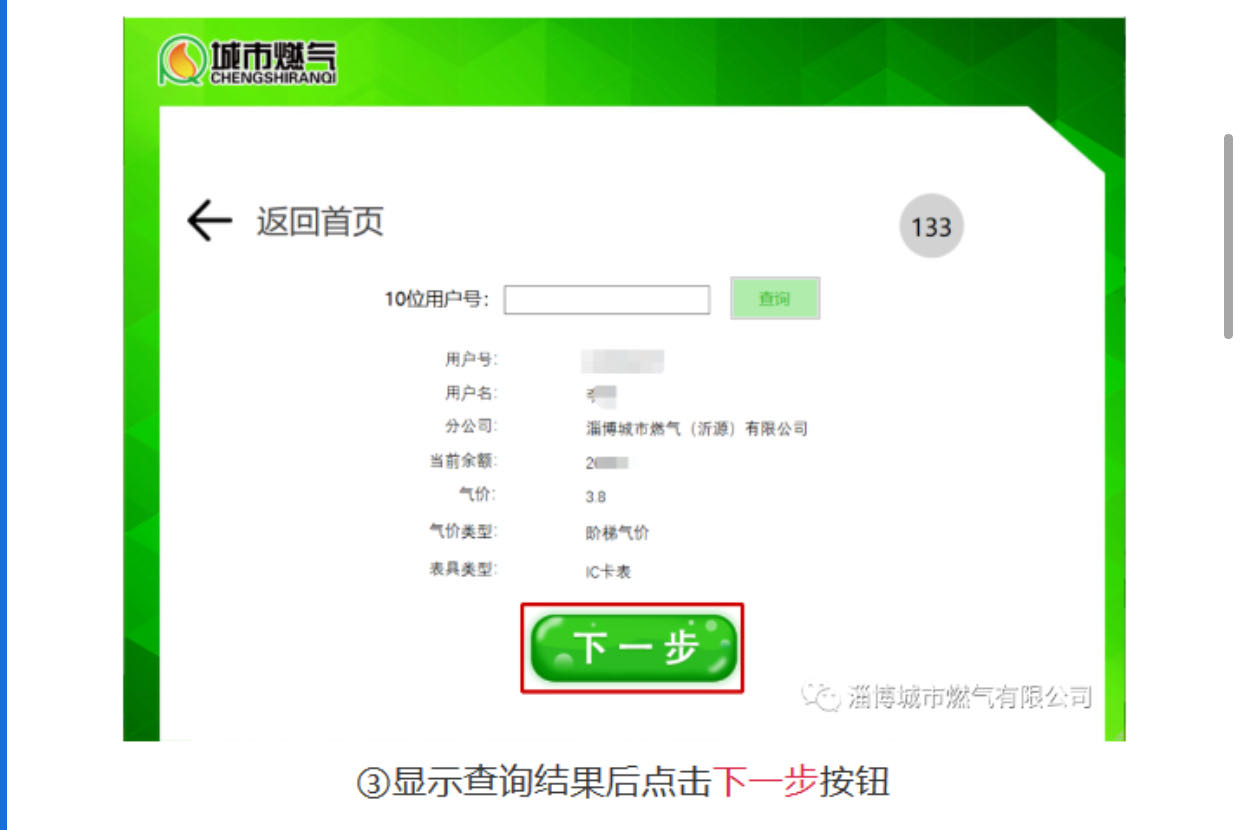 城市燃气
CHENGSHIRANQI
返回首页
133
10位用户号：
查询
用户号:
用户名:
分公司: 淄博城市燃气（沂源）有限公司
当前余额: 2
气价: 3.8
气价类型: 阶梯气价
表具类型: IC卡表
下一步
淄博城市燃气有限公司
③显示查询结果后点击下一步按钮